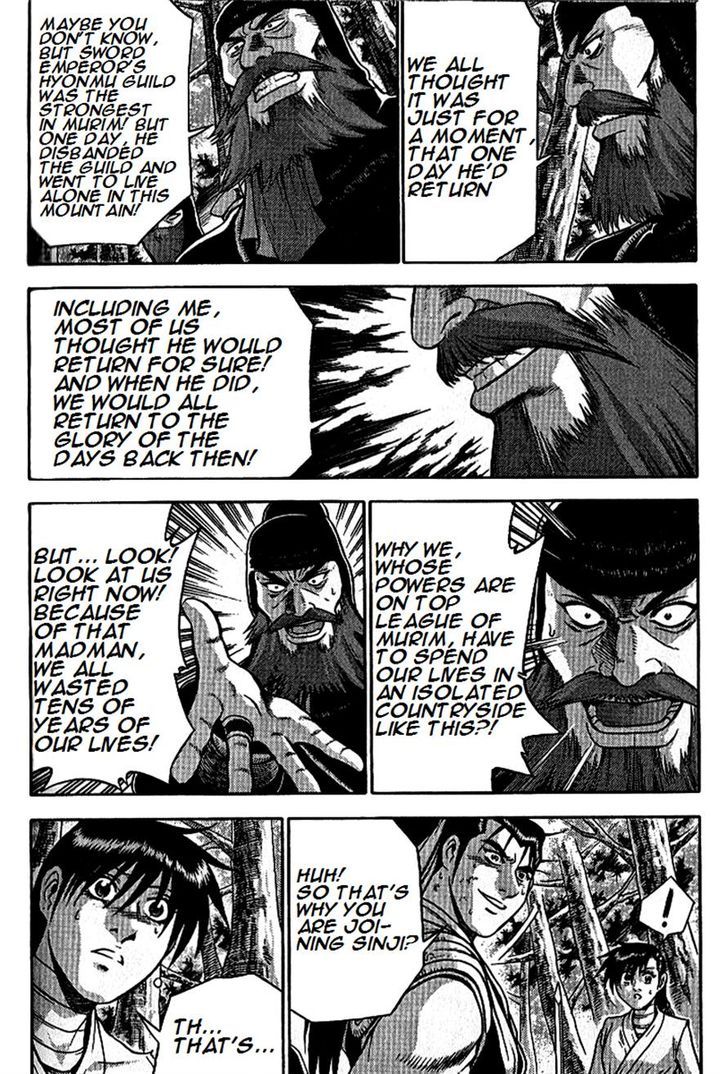 MAYBE YOU
DON'T KNOW,
BUT SWORD
EMPEROR'S
HYONMU GUILD
WAS THE
STRONGEST
IN MURIM! BUT
ONE DAY, HE
DISBANDED
THE GUILD AND
WENT TO LIVE
ALONE IN THIS
MOUNTAIN!
WE ALL
THOUGHT
IT WAS
JUST FOR
A MOMENT,
THAT ONE
DAY HE'D
RETURN
INCLUDING ME,
MOST OF US
THOUGHT HE WOULD
RETURN FOR SURE!
AND WHEN HE DID,
WE WOULD ALL
RETURN TO THE
GLORY OF THE
DAYS BACK THEN!
BUT... LOOK!
LOOK AT US
RIGHT NOW!
BECAUSE
OF THAT
MADMAN,
WE ALL
WASTED
TENS OF
YEARS OF
OUR LIVES!
WHY WE,
WHOSE
POWERS ARE
ON TOP
LEAGUE OF
MURIM, HAVE
TO SPEND
OUR LIVES IN
AN ISOLATED
COUNTRYSIDE
LIKE THIS?!
TH...
THAT'S...
HUH!
SO THAT'S
WHY YOU
ARE JOI-
NING SINJI?
!